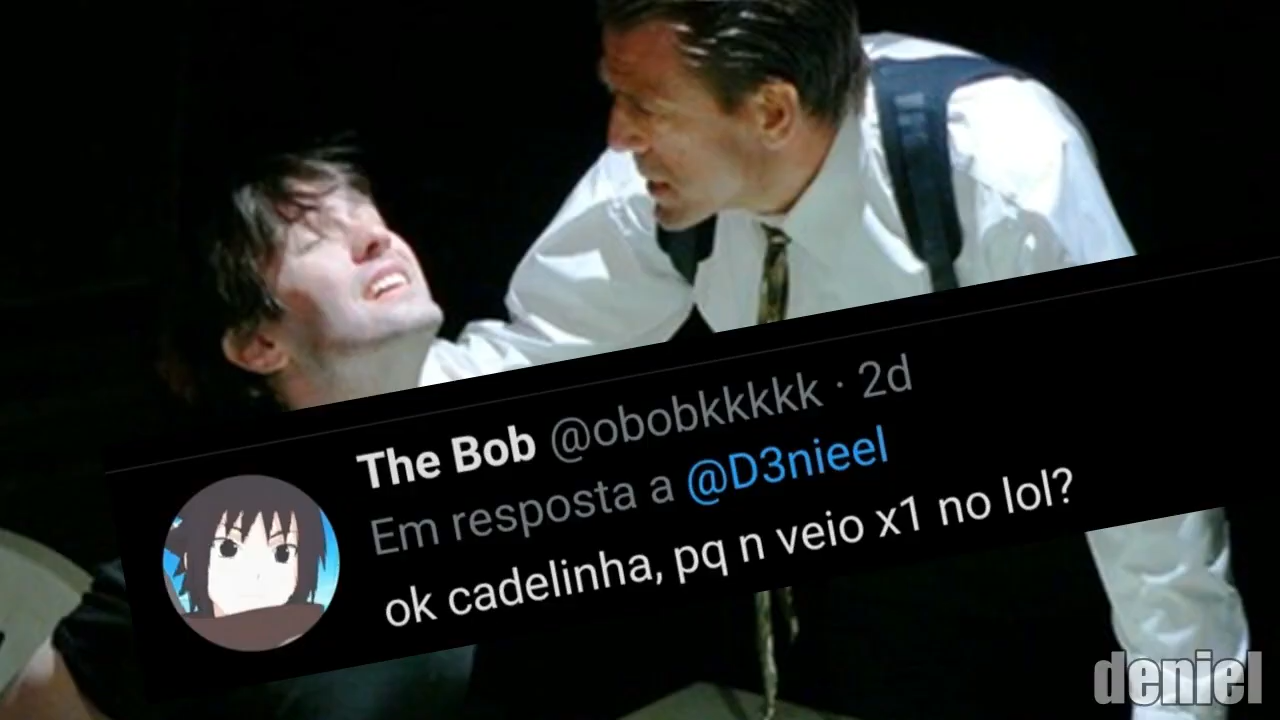 The Bob @obobkkkkk · 2d
Em resposta a @D3nieel
ok cadelinha, pq n veio x1 no lol?
deniel